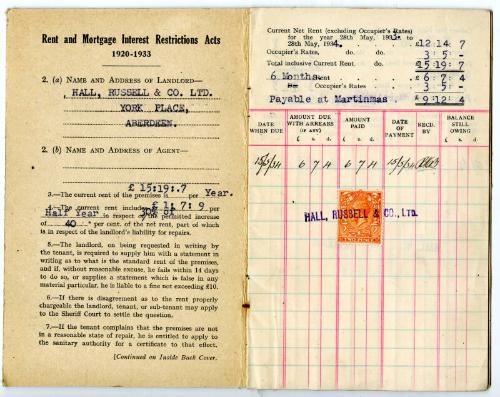 Rent and Mortgage Interest Restrictions Acts
1920-1933
2. (a) NAME AND ADDRESS OF LANDLORD—
HALL, RUSSELL & CO. LTD.
YORK PLACE,
ABERDEEN.
2. (b) NAME AND ADDRESS OF AGENT—
3.—The current rent of the premises is £ 15:19:.7 per Year.
4.—The current rent includes £ 1: 7: 9 per
Half Year in respect of the permitted increase
of 40 * per cent. of the net rent, part of which
is in respect of the landlord's liability for repairs.
5.—The landlord, on being requested in writing by
the tenant, is required to supply him with a statement in
writing as to what is the standard rent of the premises,
and if, without reasonable excuse, he fails within 14 days
to do so, or supplies a statement which is false in any
material particular, he is liable to a fine not exceeding £10.
6.—If there is disagreement as to the rent properly
chargeable the landlord, tenant, or sub-tenant may apply
to the Sheriff Court to settle the question.
7.—If the tenant complains that the premises are not
in a reasonable state of repair, he is entitled to apply to
the sanitary authority for a certificate to that effect.
[Continued on Inside Back Cover.
Current Net Rent (excluding Occupier's Rates)
for the year 28th May, 1933 to
28th May, 1934. £12:14: 7
Occupier's Rates, do. do. 3: 5: -
Total inclusive Current Rent. do. £15:19: 7
6 Months Rent £6: 7: 4
Occupier's Rates 3: 5: -
Payable at Martinmas £9:12: 4
DATE WHEN DUE AMOUNT DUE WITH ARREARS (IF ANY) AMOUNT PAID DATE OF PAYMENT RECD. BY BALANCE STILL OWING
£ s. d. £ s. d. £ s. d.
15/5/34 6 7 4 6 7 4 15/5/34
HALL, RUSSELL & CO., LTD.
TWO PENCE